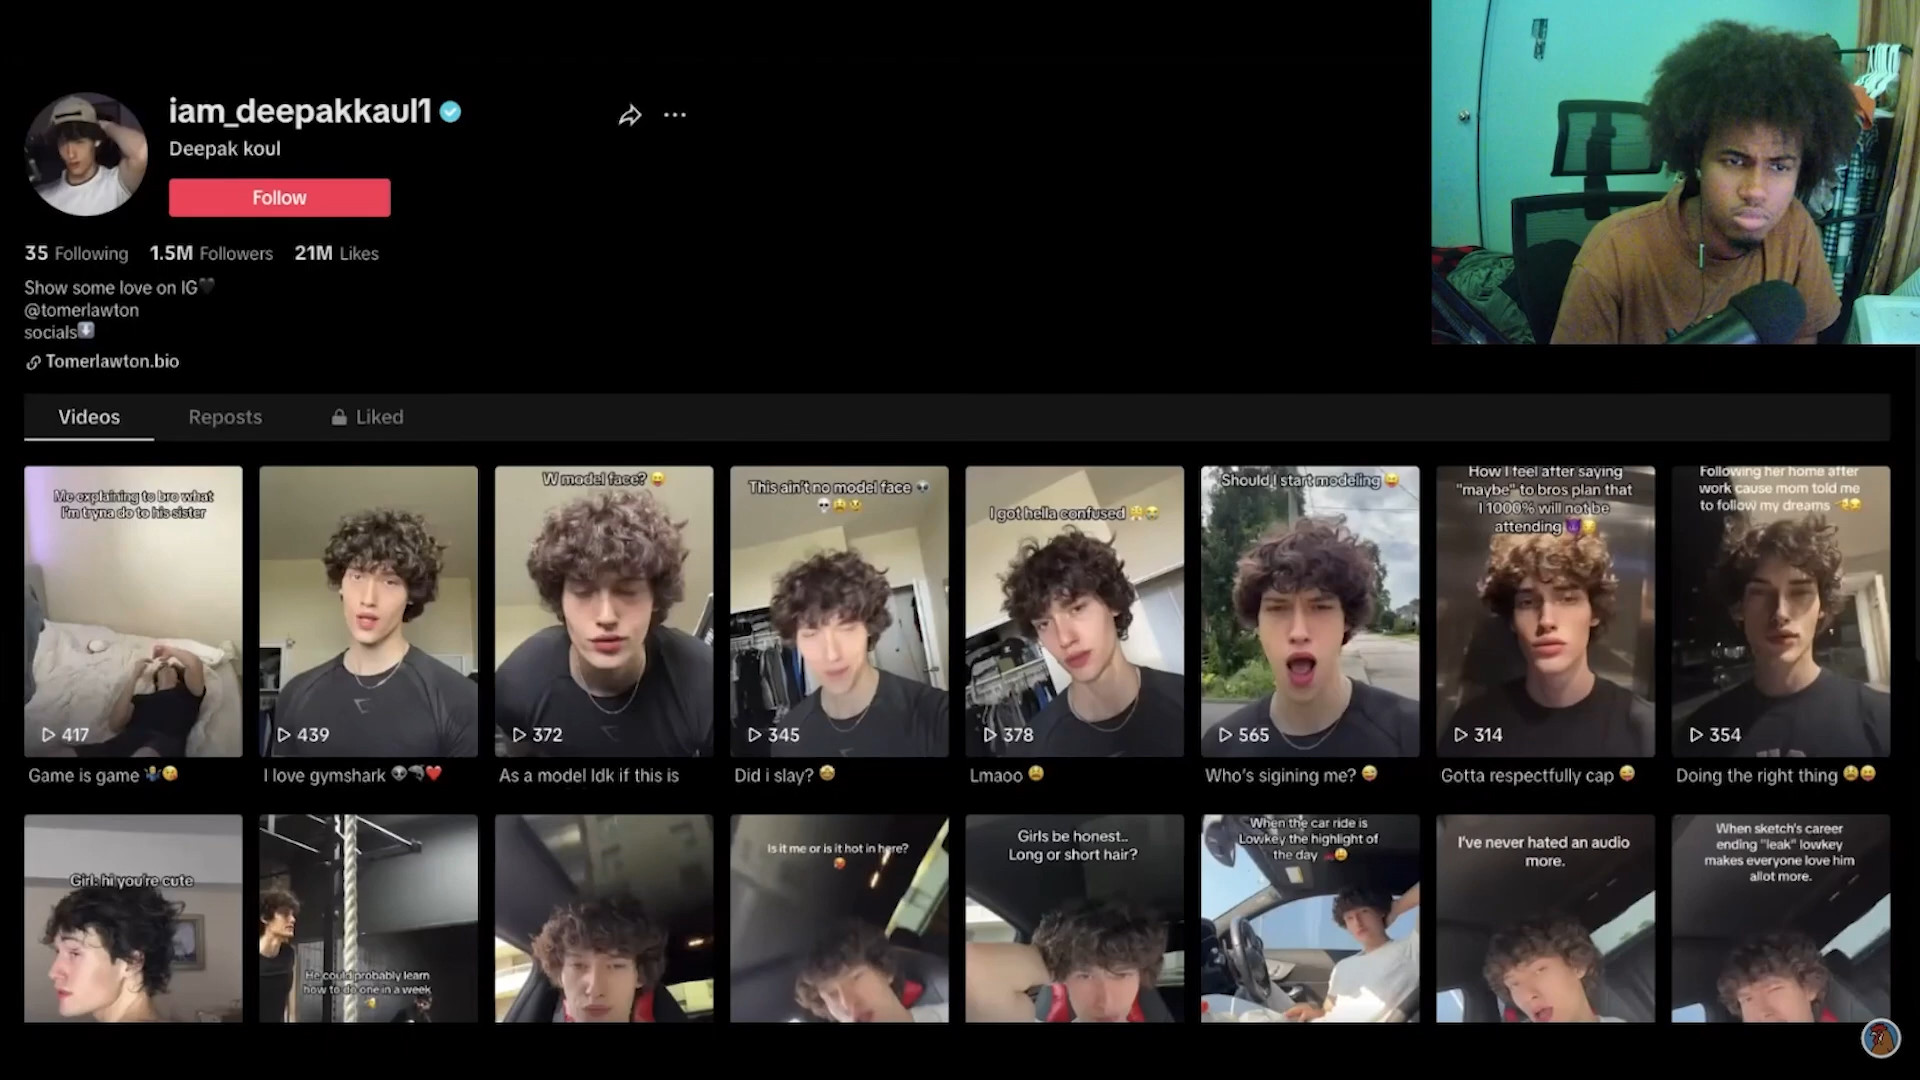 iam_deepakkaul1
Deepak koul
Follow
35 Following 1.5M Followers 21M Likes
Show some love on IG🖤
@tomerlawton
socials⬇️
Tomerlawton.bio
Videos Reposts Liked
Me explaining to bro what
I'm tryna do to his sister
417
Game is game 🤷‍♂️😘
439
I love gymshark 👽🦈❤️
W model face? 😛
372
As a model Idk if this is
This ain't no model face 👽
💀😩😢
345
Did i slay? 🤩
I got hella confused 😤😭
378
Lmaoo 😩
Should I start modeling 😛
565
Who's sigining me? 😜
How I feel after saying
"maybe" to bros plan that
I 1000% will not be
attending 😈😏
314
Gotta respectfully cap 😜
Following her home after
work cause mom told me
to follow my dreams 🥰😏
354
Doing the right thing 😩😛
Girl: hi you're cute
He could probably learn
how to do one in a week
Is it me or is it hot in here?
🥵
Girls be honest..
Long or short hair?
When the car ride is
Lowkey the highlight of
the day 🚗😩
I've never hated an audio
more.
When sketch's career
ending "leak" lowkey
makes everyone love him
allot more.